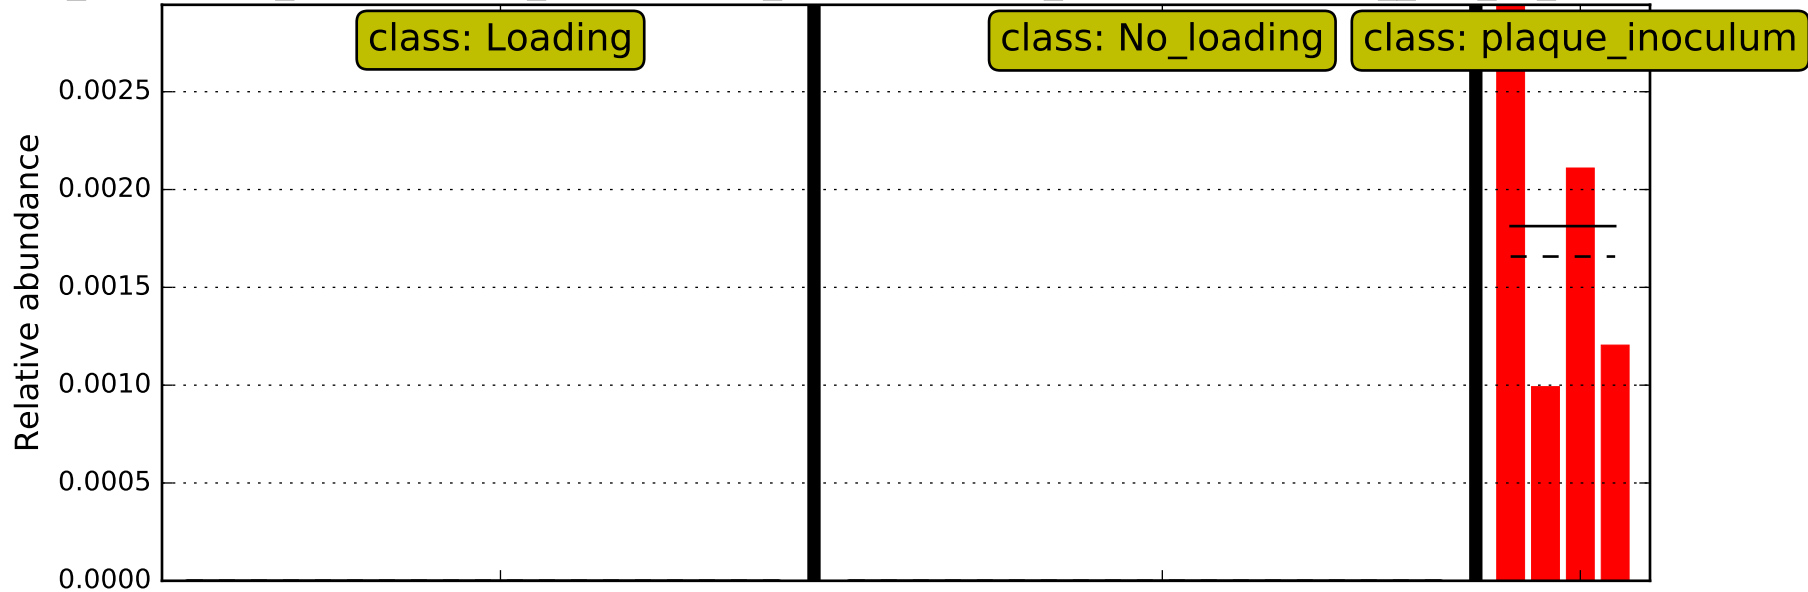 class: Loading
class: No_loading
class: plaque_inoculum
Relative abundance
0.0025
0.0020
0.0015
0.0010
0.0005
0.0000